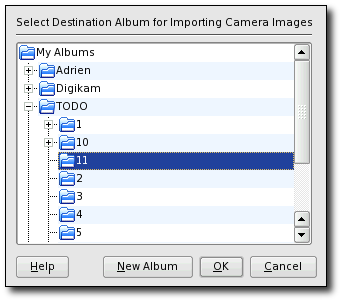 Select Destination Album for Importing Camera Images
My Albums
Adrien
Digikam
TODO
1
10
11
2
3
4
5
Help New Album OK Cancel